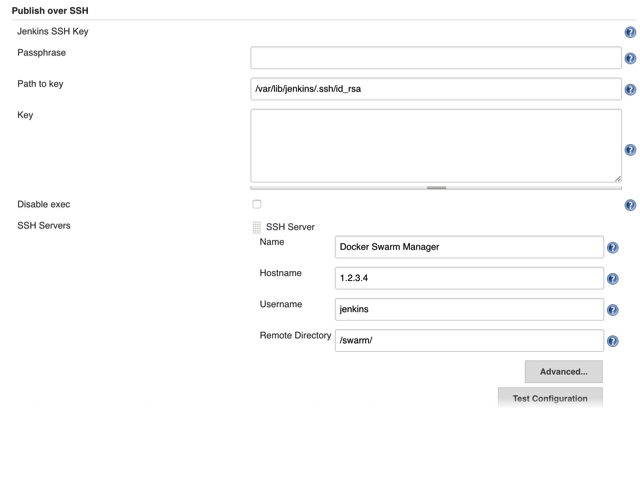 Publish over SSH
Jenkins SSH Key
Passphrase
Path to key /var/lib/jenkins/.ssh/id_rsa
Key
Disable exec
SSH Servers SSH Server
Name Docker Swarm Manager
Hostname 1.2.3.4
Username jenkins
Remote Directory /swarm/
Advanced...
Test Configuration